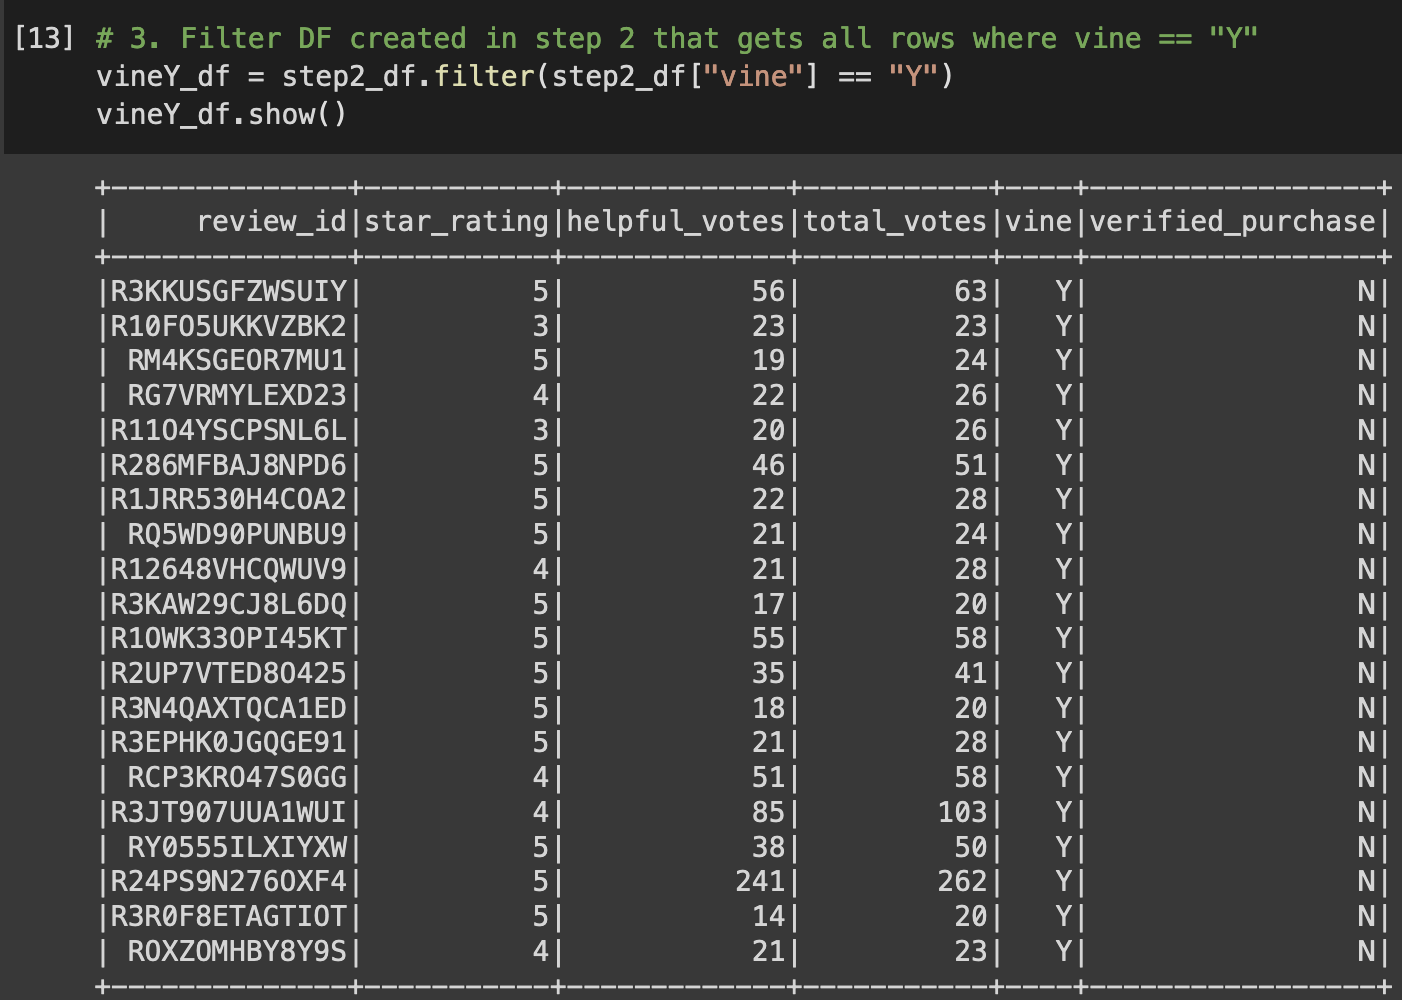 [13] # 3. Filter DF created in step 2 that gets all rows where vine == "Y"
vineY_df = step2_df.filter(step2_df["vine"] == "Y")
vineY_df.show()
+--------------+-----------+-------------+-----------+----+-----------------+
|     review_id|star_rating|helpful_votes|total_votes|vine|verified_purchase|
+--------------+-----------+-------------+-----------+----+-----------------+
|R3KKUSGFZWSUIY|          5|           56|         63|   Y|                N|
|R10FO5UKKVZBK2|          3|           23|         23|   Y|                N|
| RM4KSGEOR7MU1|          5|           19|         24|   Y|                N|
| RG7VRMYLEXD23|          4|           22|         26|   Y|                N|
|R11O4YSCPSNL6L|          3|           20|         26|   Y|                N|
|R286MFBAJ8NPD6|          5|           46|         51|   Y|                N|
|R1JRR530H4COA2|          5|           22|         28|   Y|                N|
| RQ5WD90PUNBU9|          5|           21|         24|   Y|                N|
|R12648VHCQWUV9|          4|           21|         28|   Y|                N|
|R3KAW29CJ8L6DQ|          5|           17|         20|   Y|                N|
|R1OWK33OPI45KT|          5|           55|         58|   Y|                N|
|R2UP7VTED8O425|          5|           35|         41|   Y|                N|
|R3N4QAXTQCA1ED|          5|           18|         20|   Y|                N|
|R3EPHK0JGQGE91|          5|           21|         28|   Y|                N|
| RCP3KRO47S0GG|          4|           51|         58|   Y|                N|
|R3JT907UUA1WUI|          4|           85|        103|   Y|                N|
| RY0555ILXIYXW|          5|           38|         50|   Y|                N|
|R24PS9N276OXF4|          5|          241|        262|   Y|                N|
|R3R0F8ETAGTIOT|          5|           14|         20|   Y|                N|
| ROXZOMHBY8Y9S|          4|           21|         23|   Y|                N|
+--------------+-----------+-------------+-----------+----+-----------------+